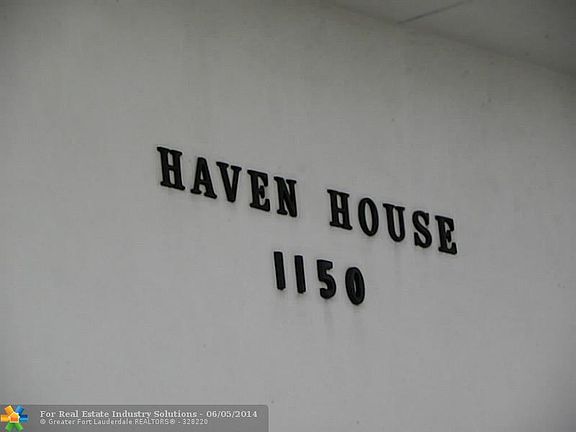 HAVEN HOUSE
1150
For Real Estate Industry Solutions - 06/05/2014
© Greater Fort Lauderdale REALTORS® - 328220